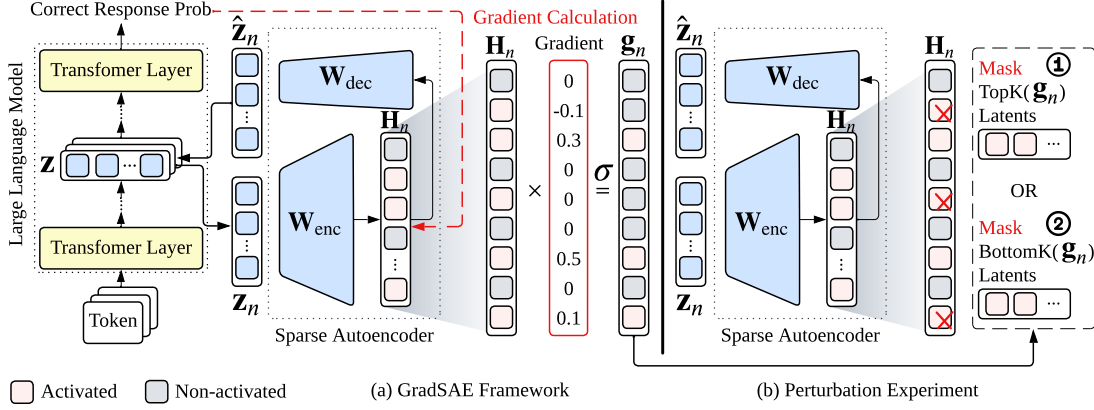 Correct Response Prob.
Large Language Model
Transfomer Layer
z
Transfomer Layer
Token
ẑn
zn
Wdec
Hn
Wenc
Sparse Autoencoder
Gradient Calculation
Hn
Gradient
gn
0
-0.1
0.3
0
0
0
0.5
0
0.1
×
σ
=
ẑn
zn
Wdec
Hn
Wenc
Sparse Autoencoder
Hn
Mask ①
TopK(gn)
Latents
...
OR
Mask ②
BottomK(gn)
Latents
...
Activated
Non-activated
(a) GradSAE Framework
(b) Perturbation Experiment